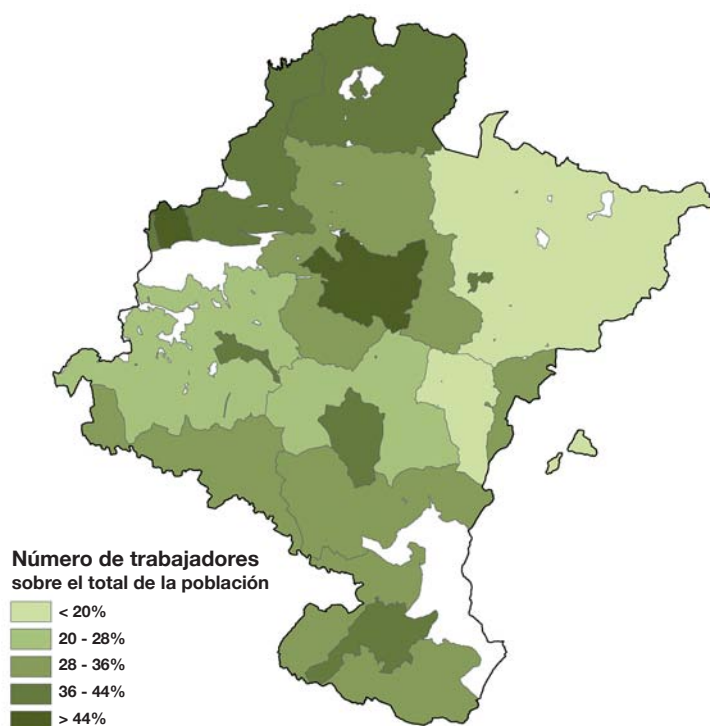 Número de trabajadores
sobre el total de la población
< 20%
20 - 28%
28 - 36%
36 - 44%
> 44%